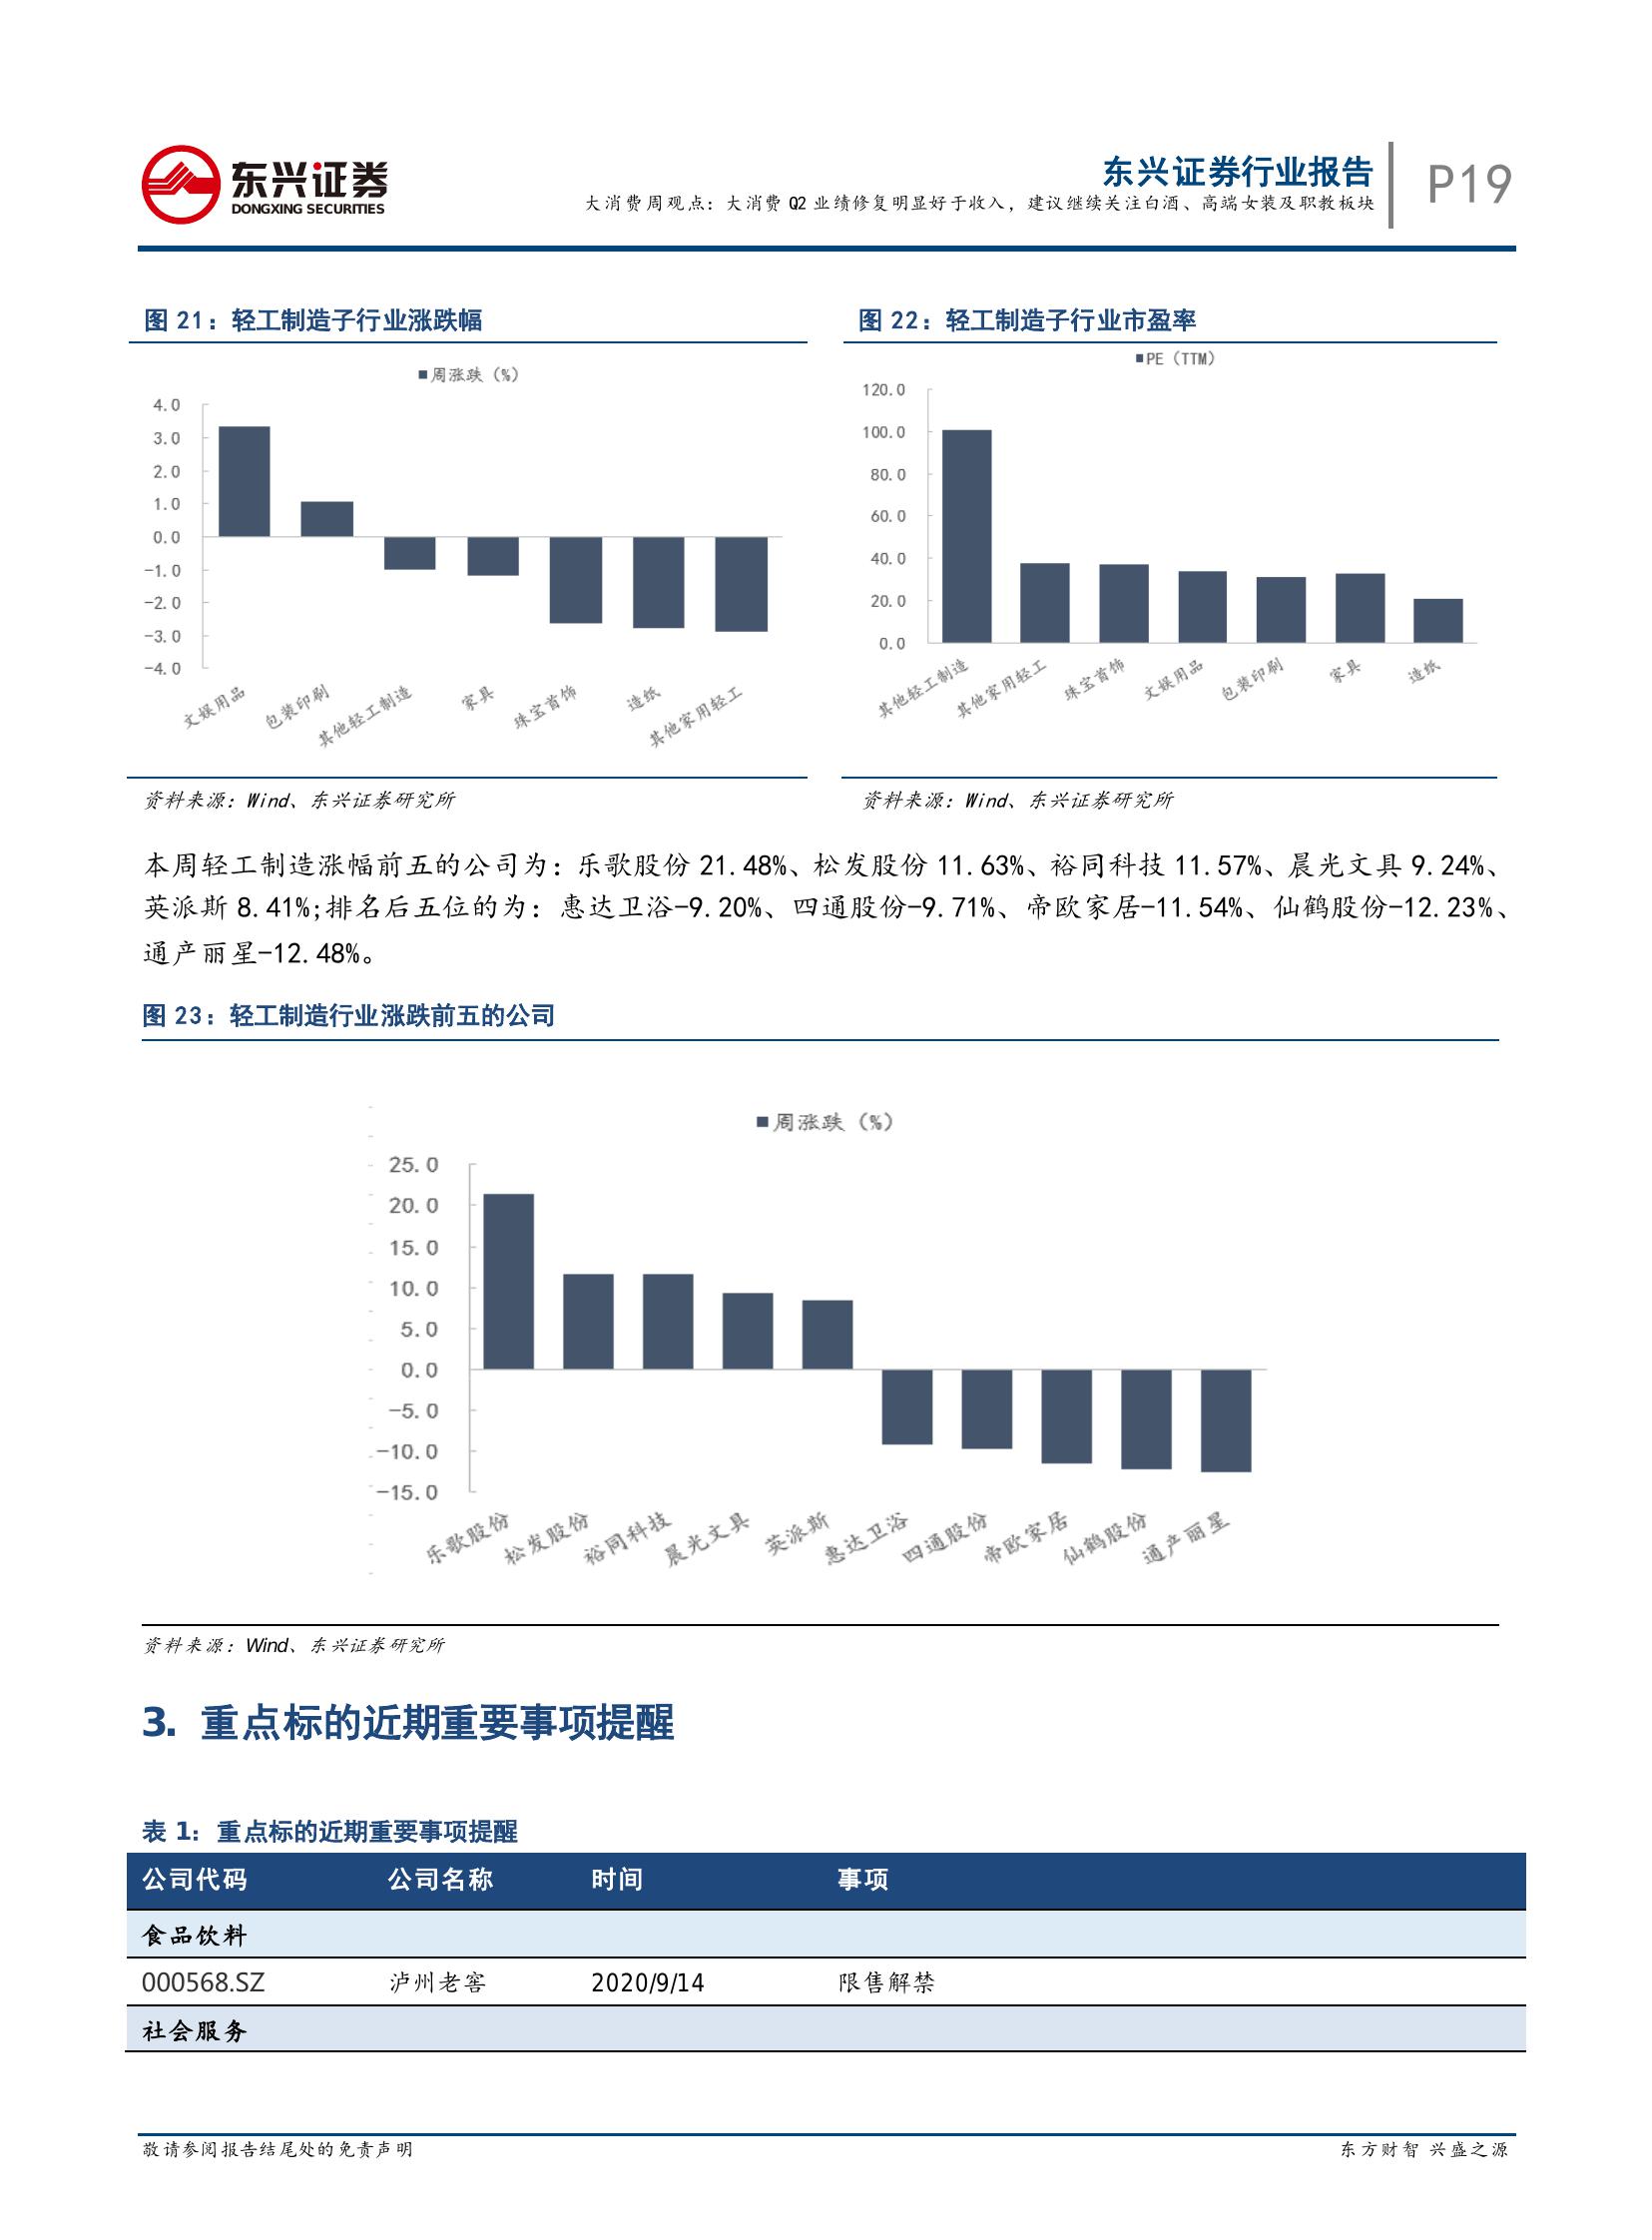 东兴证券
DONGXING SECURITIES
东兴证券行业报告
大消费周观点：大消费 Q2 业绩修复明显好于收入，建议继续关注白酒、高端女装及职教板块
P19
图 21：轻工制造子行业涨跌幅
周涨跌（%）
4.0
3.0
2.0
1.0
0.0
-1.0
-2.0
-3.0
-4.0
文娱用品
包装印刷
其他轻工制造
家具
珠宝首饰
造纸
其他家用轻工
资料来源：Wind、东兴证券研究所
图 22：轻工制造子行业市盈率
PE（TTM）
120.0
100.0
80.0
60.0
40.0
20.0
0.0
其他轻工制造
其他家用轻工
珠宝首饰
文娱用品
包装印刷
家具
造纸
资料来源：Wind、东兴证券研究所
本周轻工制造涨幅前五的公司为：乐歌股份 21.48%、松发股份 11.63%、裕同科技 11.57%、晨光文具 9.24%、
英派斯 8.41%;排名后五位的为：惠达卫浴-9.20%、四通股份-9.71%、帝欧家居-11.54%、仙鹤股份-12.23%、
通产丽星-12.48%。
图 23：轻工制造行业涨跌前五的公司
周涨跌（%）
25.0
20.0
15.0
10.0
5.0
0.0
-5.0
-10.0
-15.0
乐歌股份
松发股份
裕同科技
晨光文具
英派斯
惠达卫浴
四通股份
帝欧家居
仙鹤股份
通产丽星
资料来源：Wind、东兴证券研究所
3. 重点标的近期重要事项提醒
表 1：重点标的近期重要事项提醒
公司代码 公司名称 时间 事项
食品饮料
000568.SZ 泸州老窖 2020/9/14 限售解禁
社会服务
敬请参阅报告结尾处的免责声明
东方财智 兴盛之源